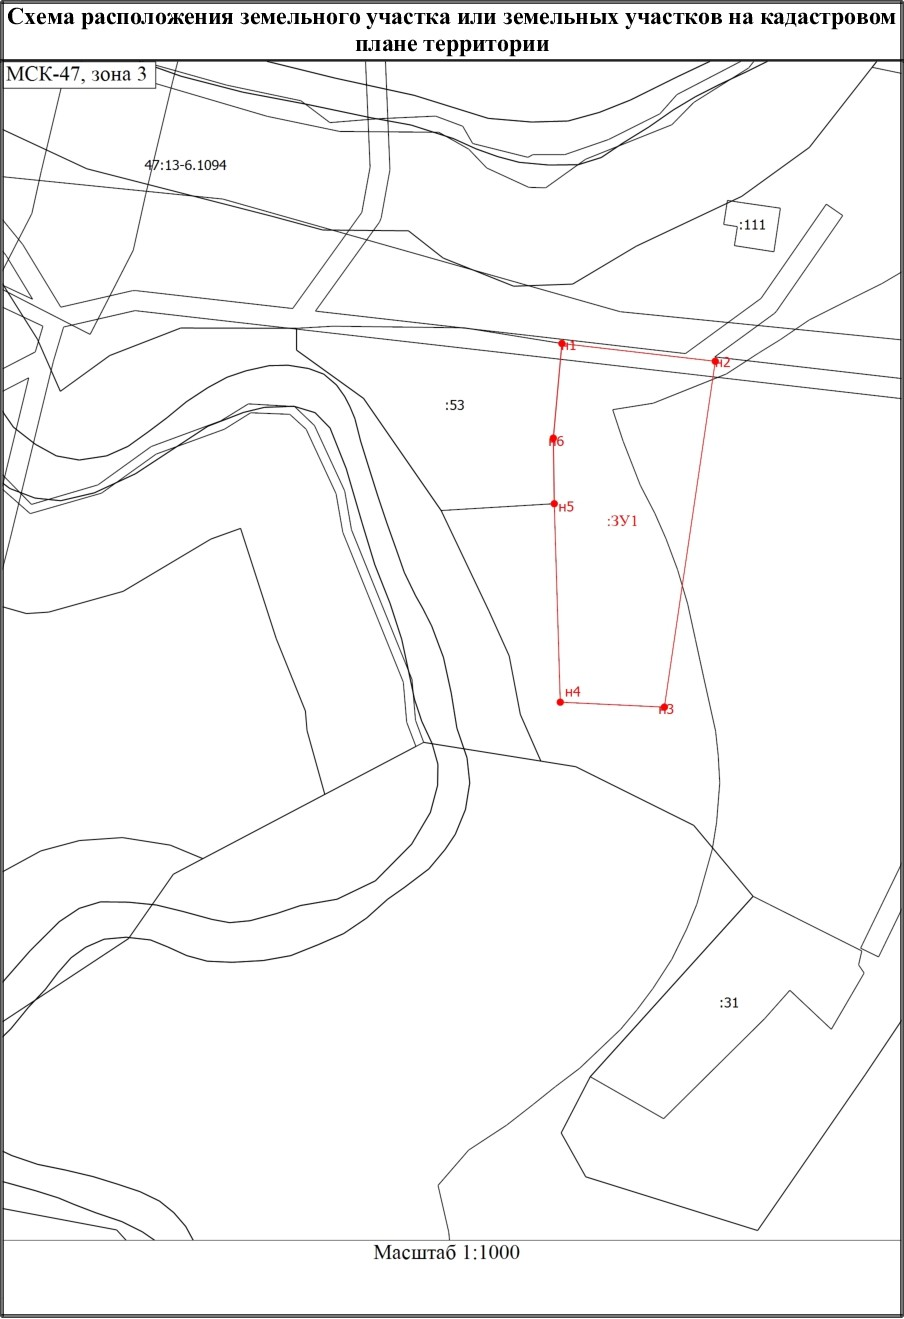 Схема расположения земельного участка или земельных участков на кадастровом
плане территории
МСК-47, зона 3
47:13-6.1094
:111
н1
н2
:53
н6
н5
:ЗУ1
н4
н3
:31
Масштаб 1:1000